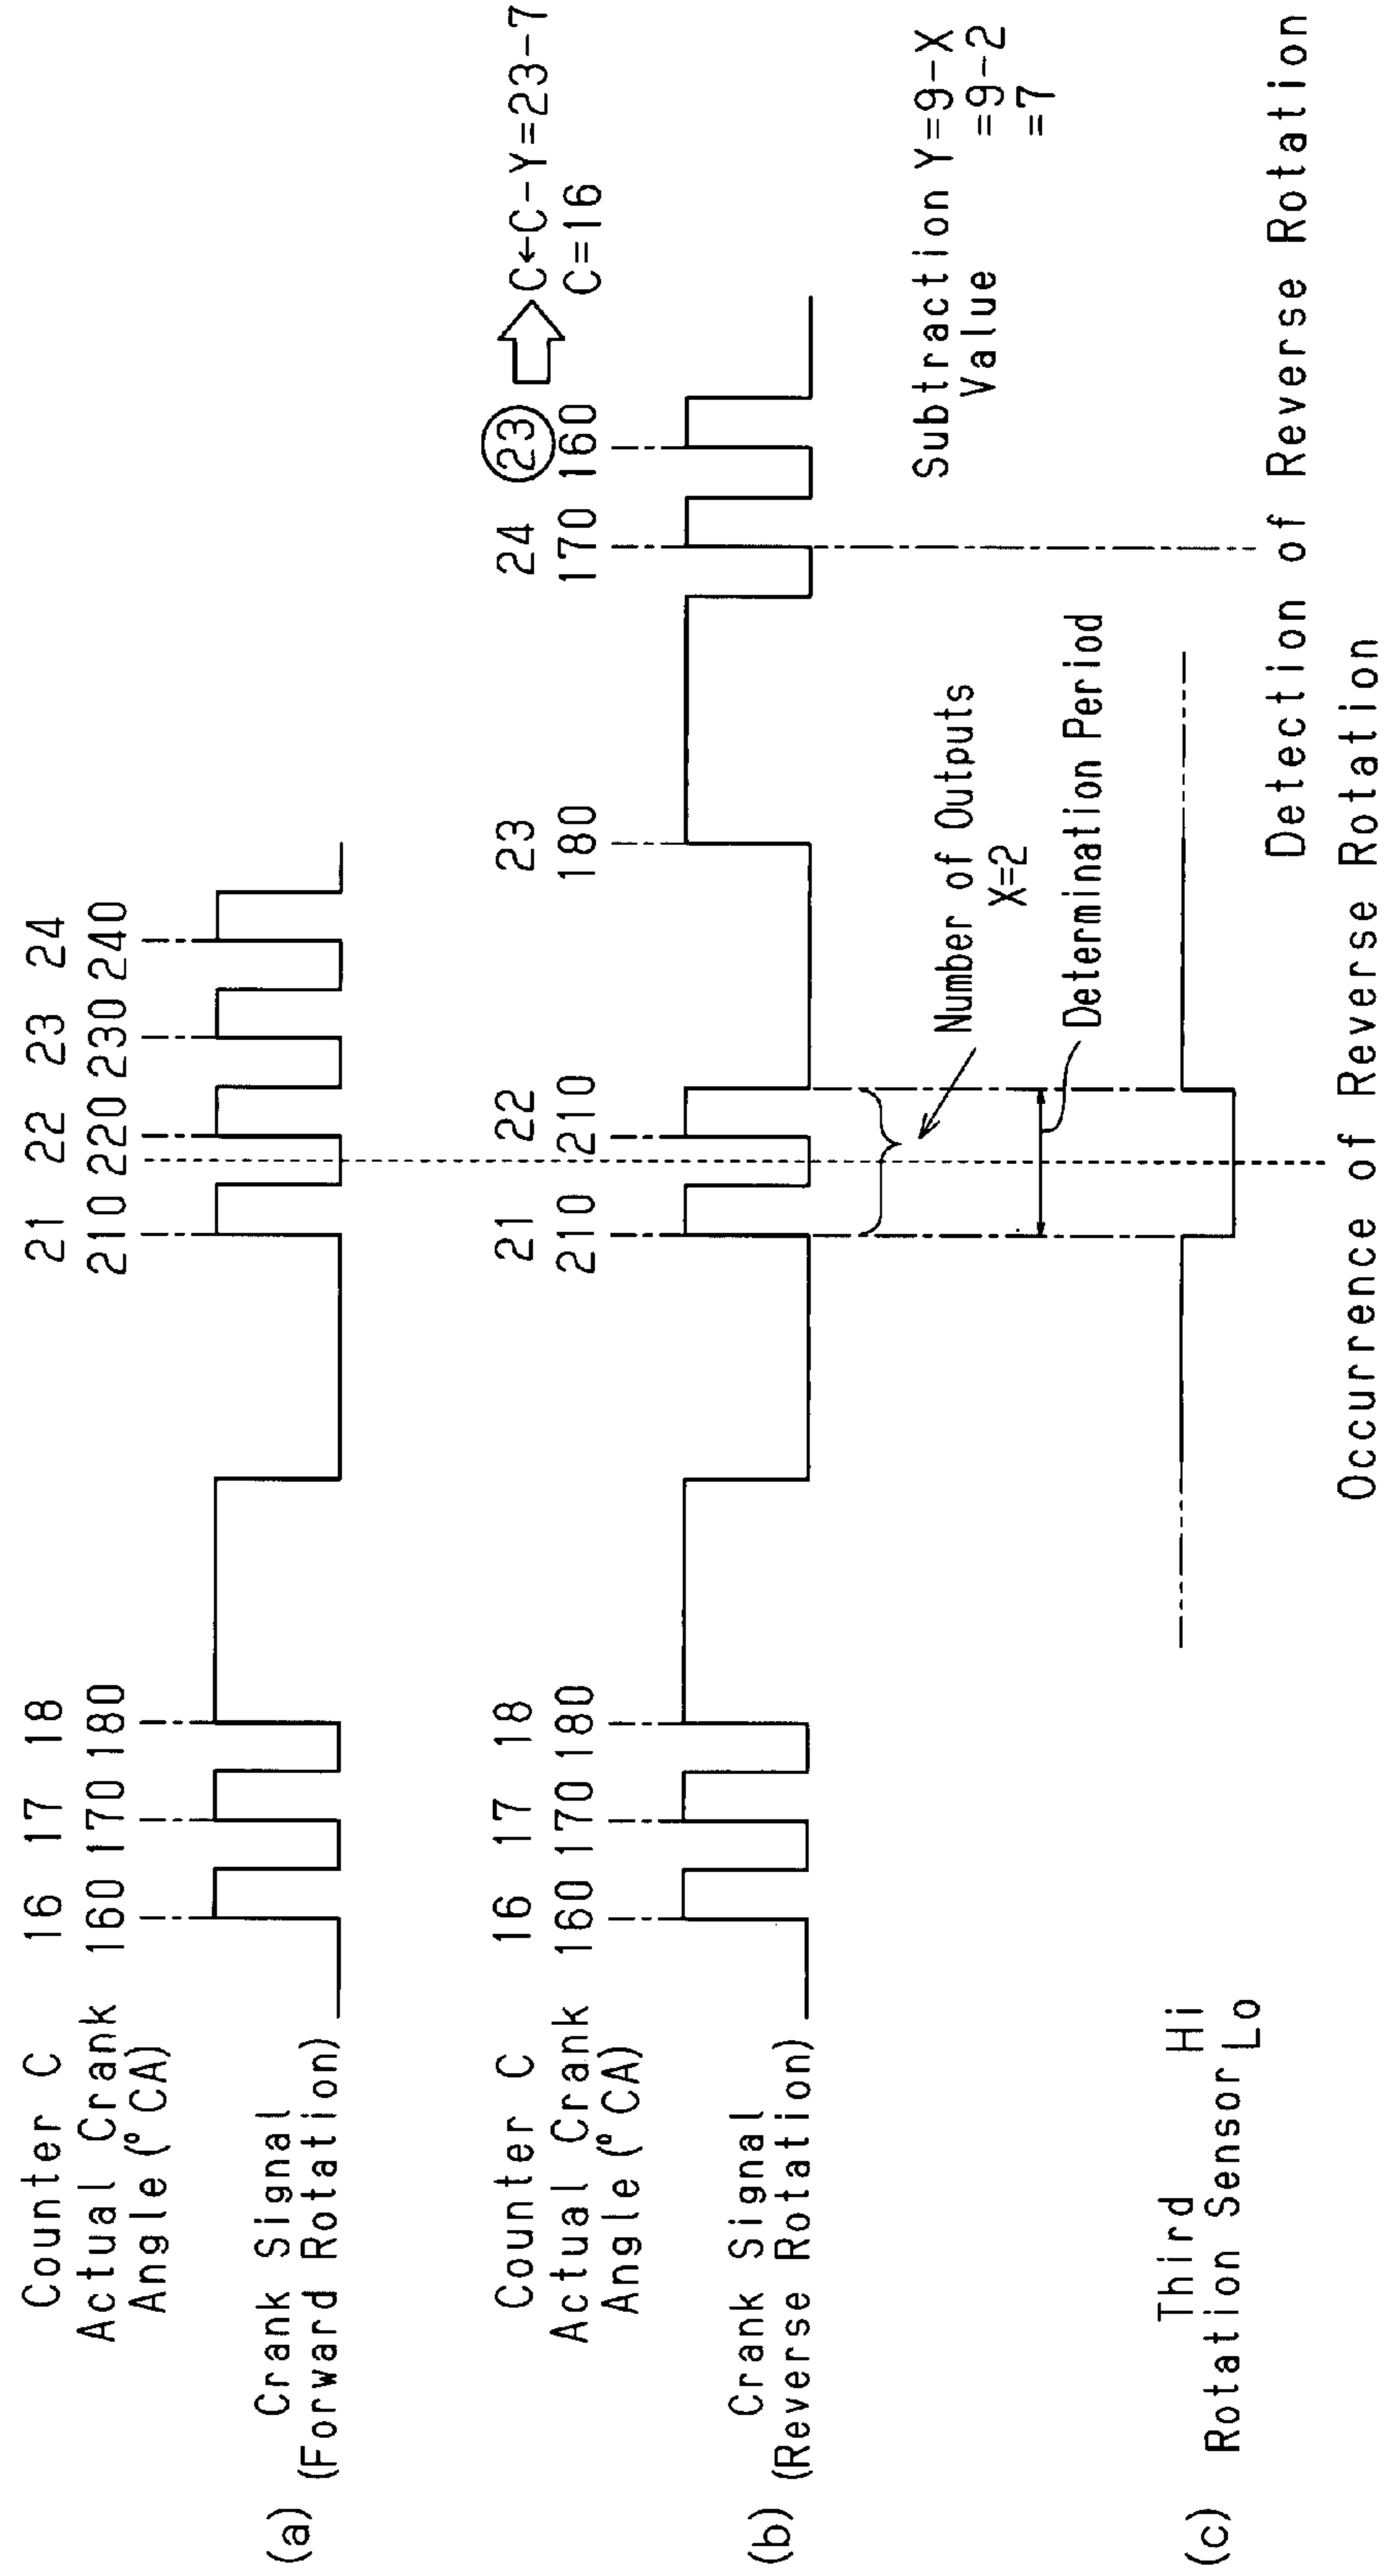 Counter C 16 17 18 21 22 23 24
Actual Crank Angle (°CA) 160 170 180 210 220 230 240
(a) Crank Signal
(Forward Rotation)
Counter C 16 17 18 21 22 23 24 23 C←C-Y=23-7
C=16
Actual Crank Angle (°CA) 160 170 180 210 210 180 170 160
(b) Crank Signal
(Reverse Rotation)
Subtraction Y=9-X
Value =9-2
=7
Number of Outputs
X=2
Determination Period
(c) Third
Rotation Sensor
Hi
Lo
Detection of Reverse Rotation
Occurrence of Reverse Rotation